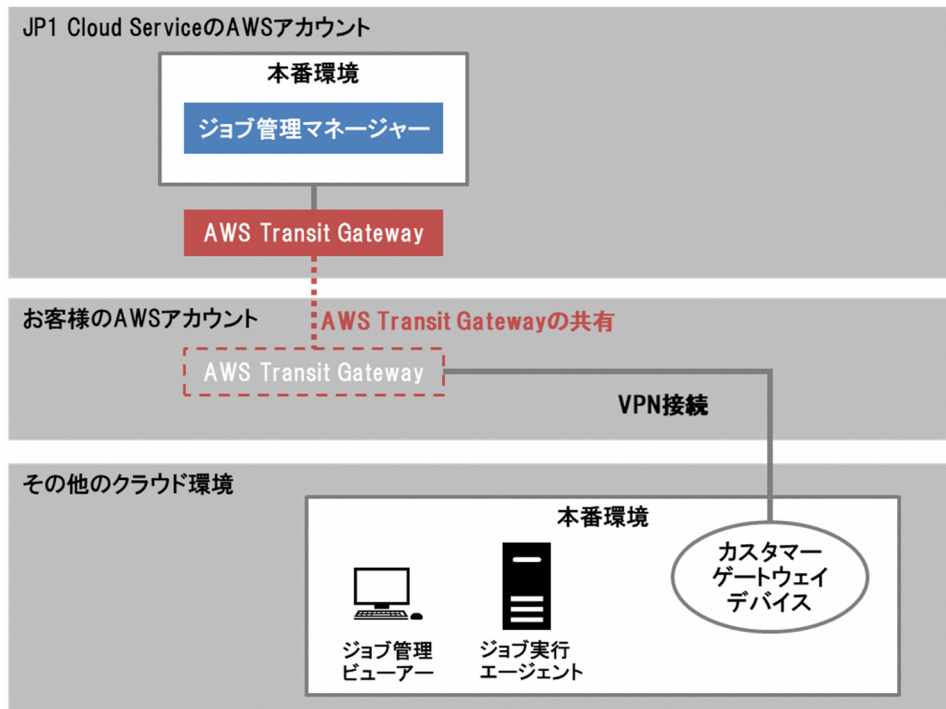 JP1 Cloud ServiceのAWSアカウント
本番環境
ジョブ管理マネージャー
AWS Transit Gateway
お客様のAWSアカウント
AWS Transit Gatewayの共有
AWS Transit Gateway
VPN接続
その他のクラウド環境
本番環境
カスタマー
ゲートウェイ
デバイス
ジョブ管理
ビューアー
ジョブ実行
エージェント